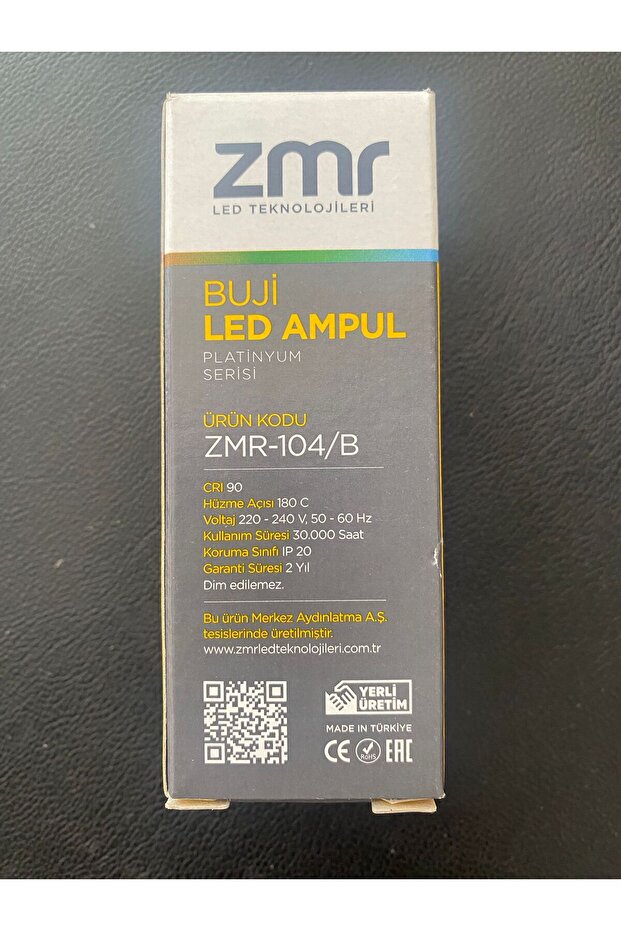 zmr
LED TEKNOLOJİLERİ
BUJİ
LED AMPUL
PLATİNYUM
SERİSİ
ÜRÜN KODU
ZMR-104/B
CRI 90
Hüzme Açısı 180 C
Voltaj 220 - 240 V, 50 - 60 Hz
Kullanım Süresi 30.000 Saat
Koruma Sınıfı IP 20
Garanti Süresi 2 Yıl
Dim edilemez.
Bu ürün Merkez Aydınlatma A.Ş.
tesislerinde üretilmiştir.
www.zmrledteknolojileri.com.tr
YERLİ
ÜRETİM
MADE IN TÜRKİYE
CE RoHS EAC